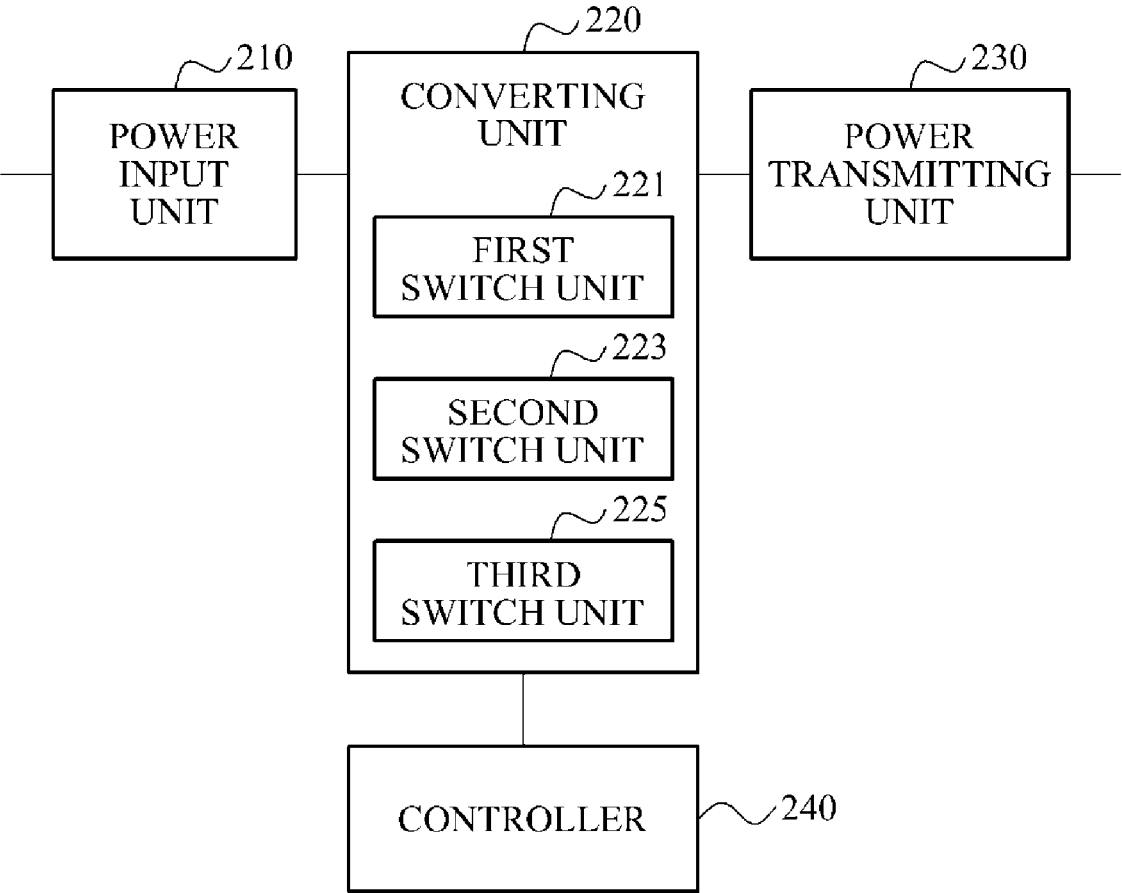 210
POWER
INPUT
UNIT
220
CONVERTING
UNIT
221
FIRST
SWITCH UNIT
223
SECOND
SWITCH UNIT
225
THIRD
SWITCH UNIT
230
POWER
TRANSMITTING
UNIT
CONTROLLER
240